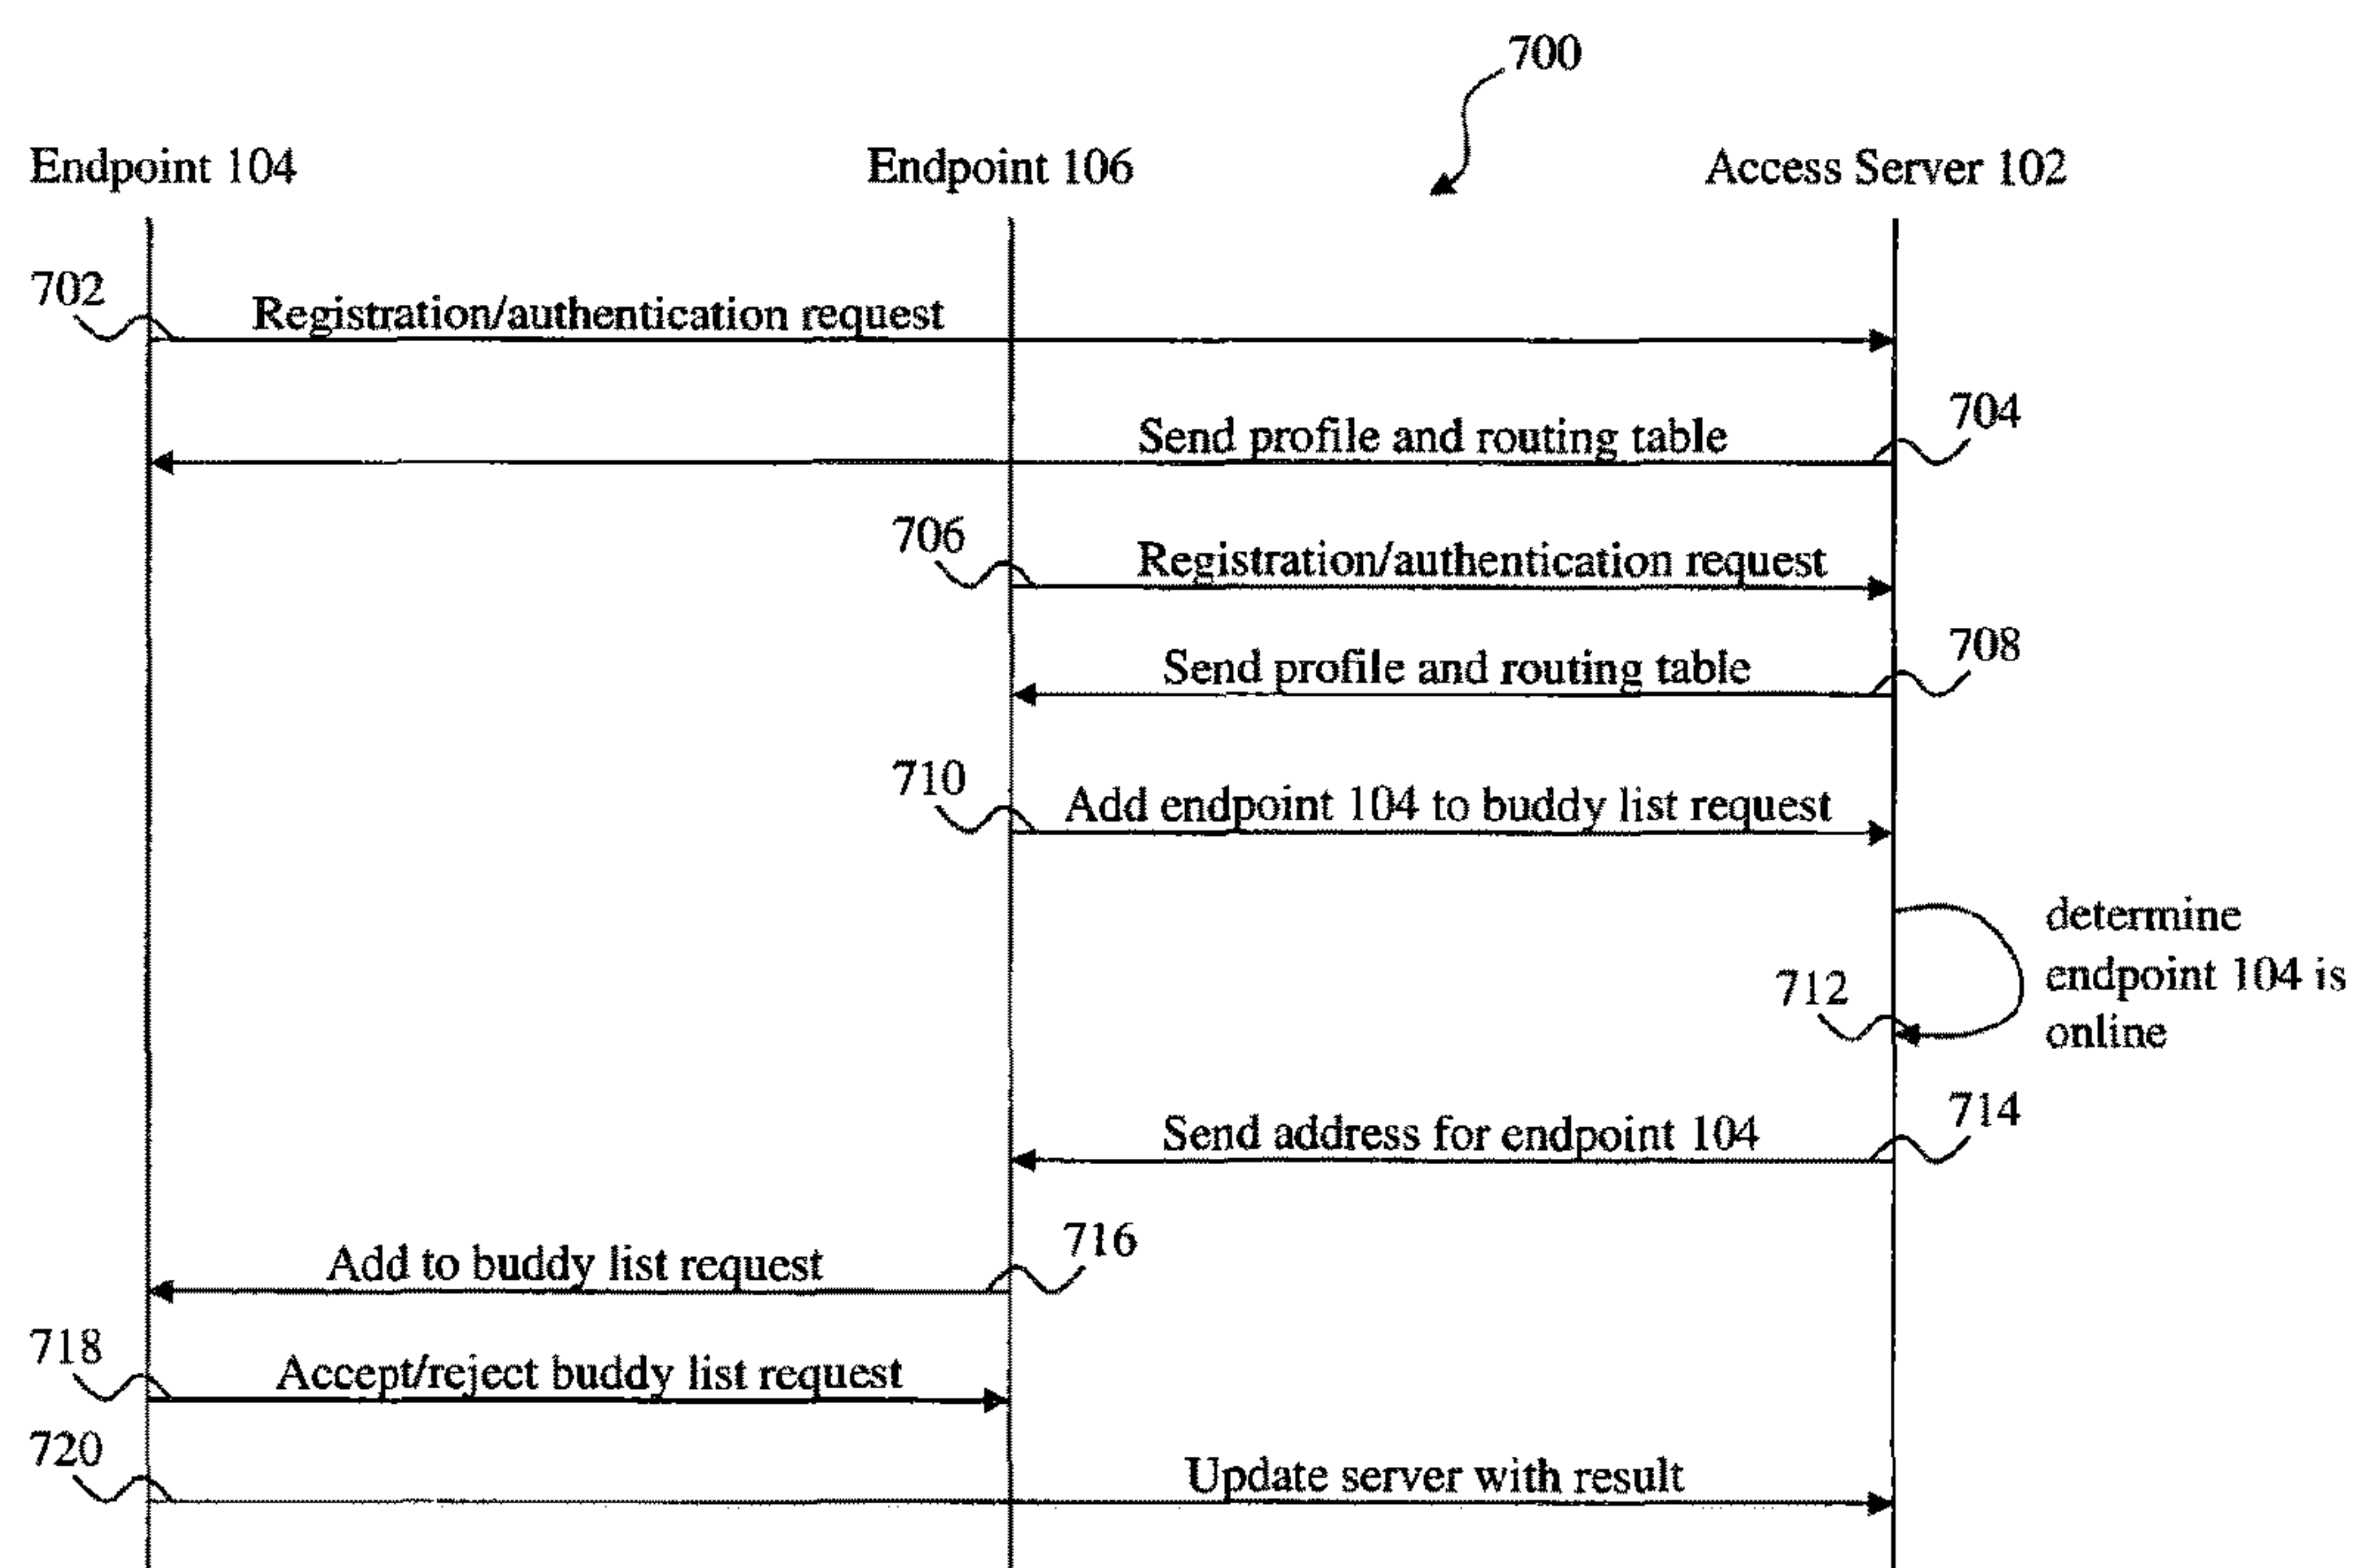 700
Endpoint 104
Endpoint 106
Access Server 102
702
Registration/authentication request
704
Send profile and routing table
706
Registration/authentication request
708
Send profile and routing table
710
Add endpoint 104 to buddy list request
determine
endpoint 104 is
online
712
714
Send address for endpoint 104
716
Add to buddy list request
718
Accept/reject buddy list request
720
Update server with result